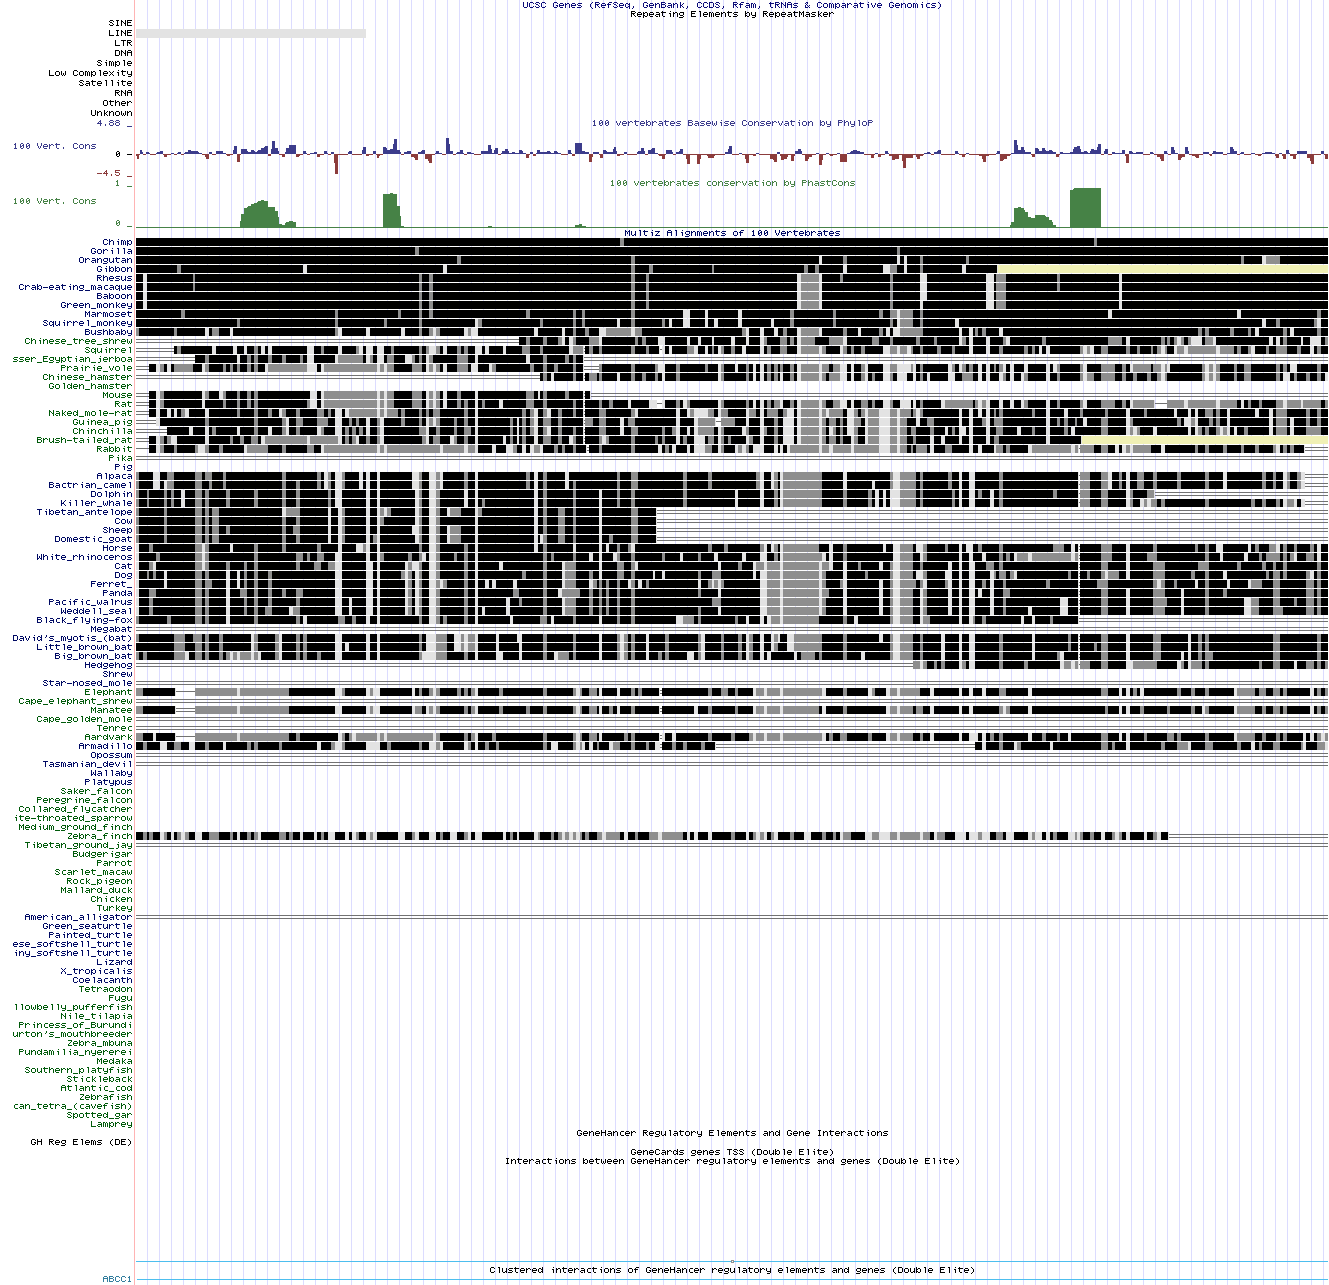 UCSC Genes (RefSeq, GenBank, CCDS, Rfam, tRNAs & Comparative Genomics)
Repeating Elements by RepeatMasker
SINE
LINE
LTR
DNA
Simple
Low Complexity
Satellite
RNA
Other
Unknown
4.88 _
100 vertebrates Basewise Conservation by PhyloP
100 Vert. Cons
0 -
-4.5 _
1 _
100 vertebrates conservation by PhastCons
100 Vert. Cons
0 _
Multiz Alignments of 100 Vertebrates
Chimp
Gorilla
Orangutan
Gibbon
Rhesus
Crab-eating_macaque
Baboon
Green_monkey
Marmoset
Squirrel_monkey
Bushbaby
Chinese_tree_shrew
Squirrel
sser_Egyptian_jerboa
Prairie_vole
Chinese_hamster
Golden_hamster
Mouse
Rat
Naked_mole-rat
Guinea_pig
Chinchilla
Brush-tailed_rat
Rabbit
Pika
Pig
Alpaca
Bactrian_camel
Dolphin
Killer_whale
Tibetan_antelope
Cow
Sheep
Domestic_goat
Horse
White_rhinoceros
Cat
Dog
Ferret_
Panda
Pacific_walrus
Weddell_seal
Black_flying-fox
Megabat
David's_myotis_(bat)
Little_brown_bat
Big_brown_bat
Hedgehog
Shrew
Star-nosed_mole
Elephant
Cape_elephant_shrew
Manatee
Cape_golden_mole
Tenrec
Aardvark
Armadillo
Opossum
Tasmanian_devil
Wallaby
Platypus
Saker_falcon
Peregrine_falcon
Collared_flycatcher
ite-throated_sparrow
Medium_ground_finch
Zebra_finch
Tibetan_ground_jay
Budgerigar
Parrot
Scarlet_macaw
Rock_pigeon
Mallard_duck
Chicken
Turkey
American_alligator
Green_seaturtle
Painted_turtle
ese_softshell_turtle
iny_softshell_turtle
Lizard
X_tropicalis
Coelacanth
Tetraodon
Fugu
llowbelly_pufferfish
Nile_tilapia
Princess_of_Burundi
urton's_mouthbreeder
Zebra_mbuna
Pundamilia_nyererei
Medaka
Southern_platyfish
Stickleback
Atlantic_cod
Zebrafish
can_tetra_(cavefish)
Spotted_gar
Lamprey
GeneHancer Regulatory Elements and Gene Interactions
GH Reg Elems (DE)
GeneCards genes TSS (Double Elite)
Interactions between GeneHancer regulatory elements and genes (Double Elite)
Clustered interactions of GeneHancer regulatory elements and genes (Double Elite)
ABCC1